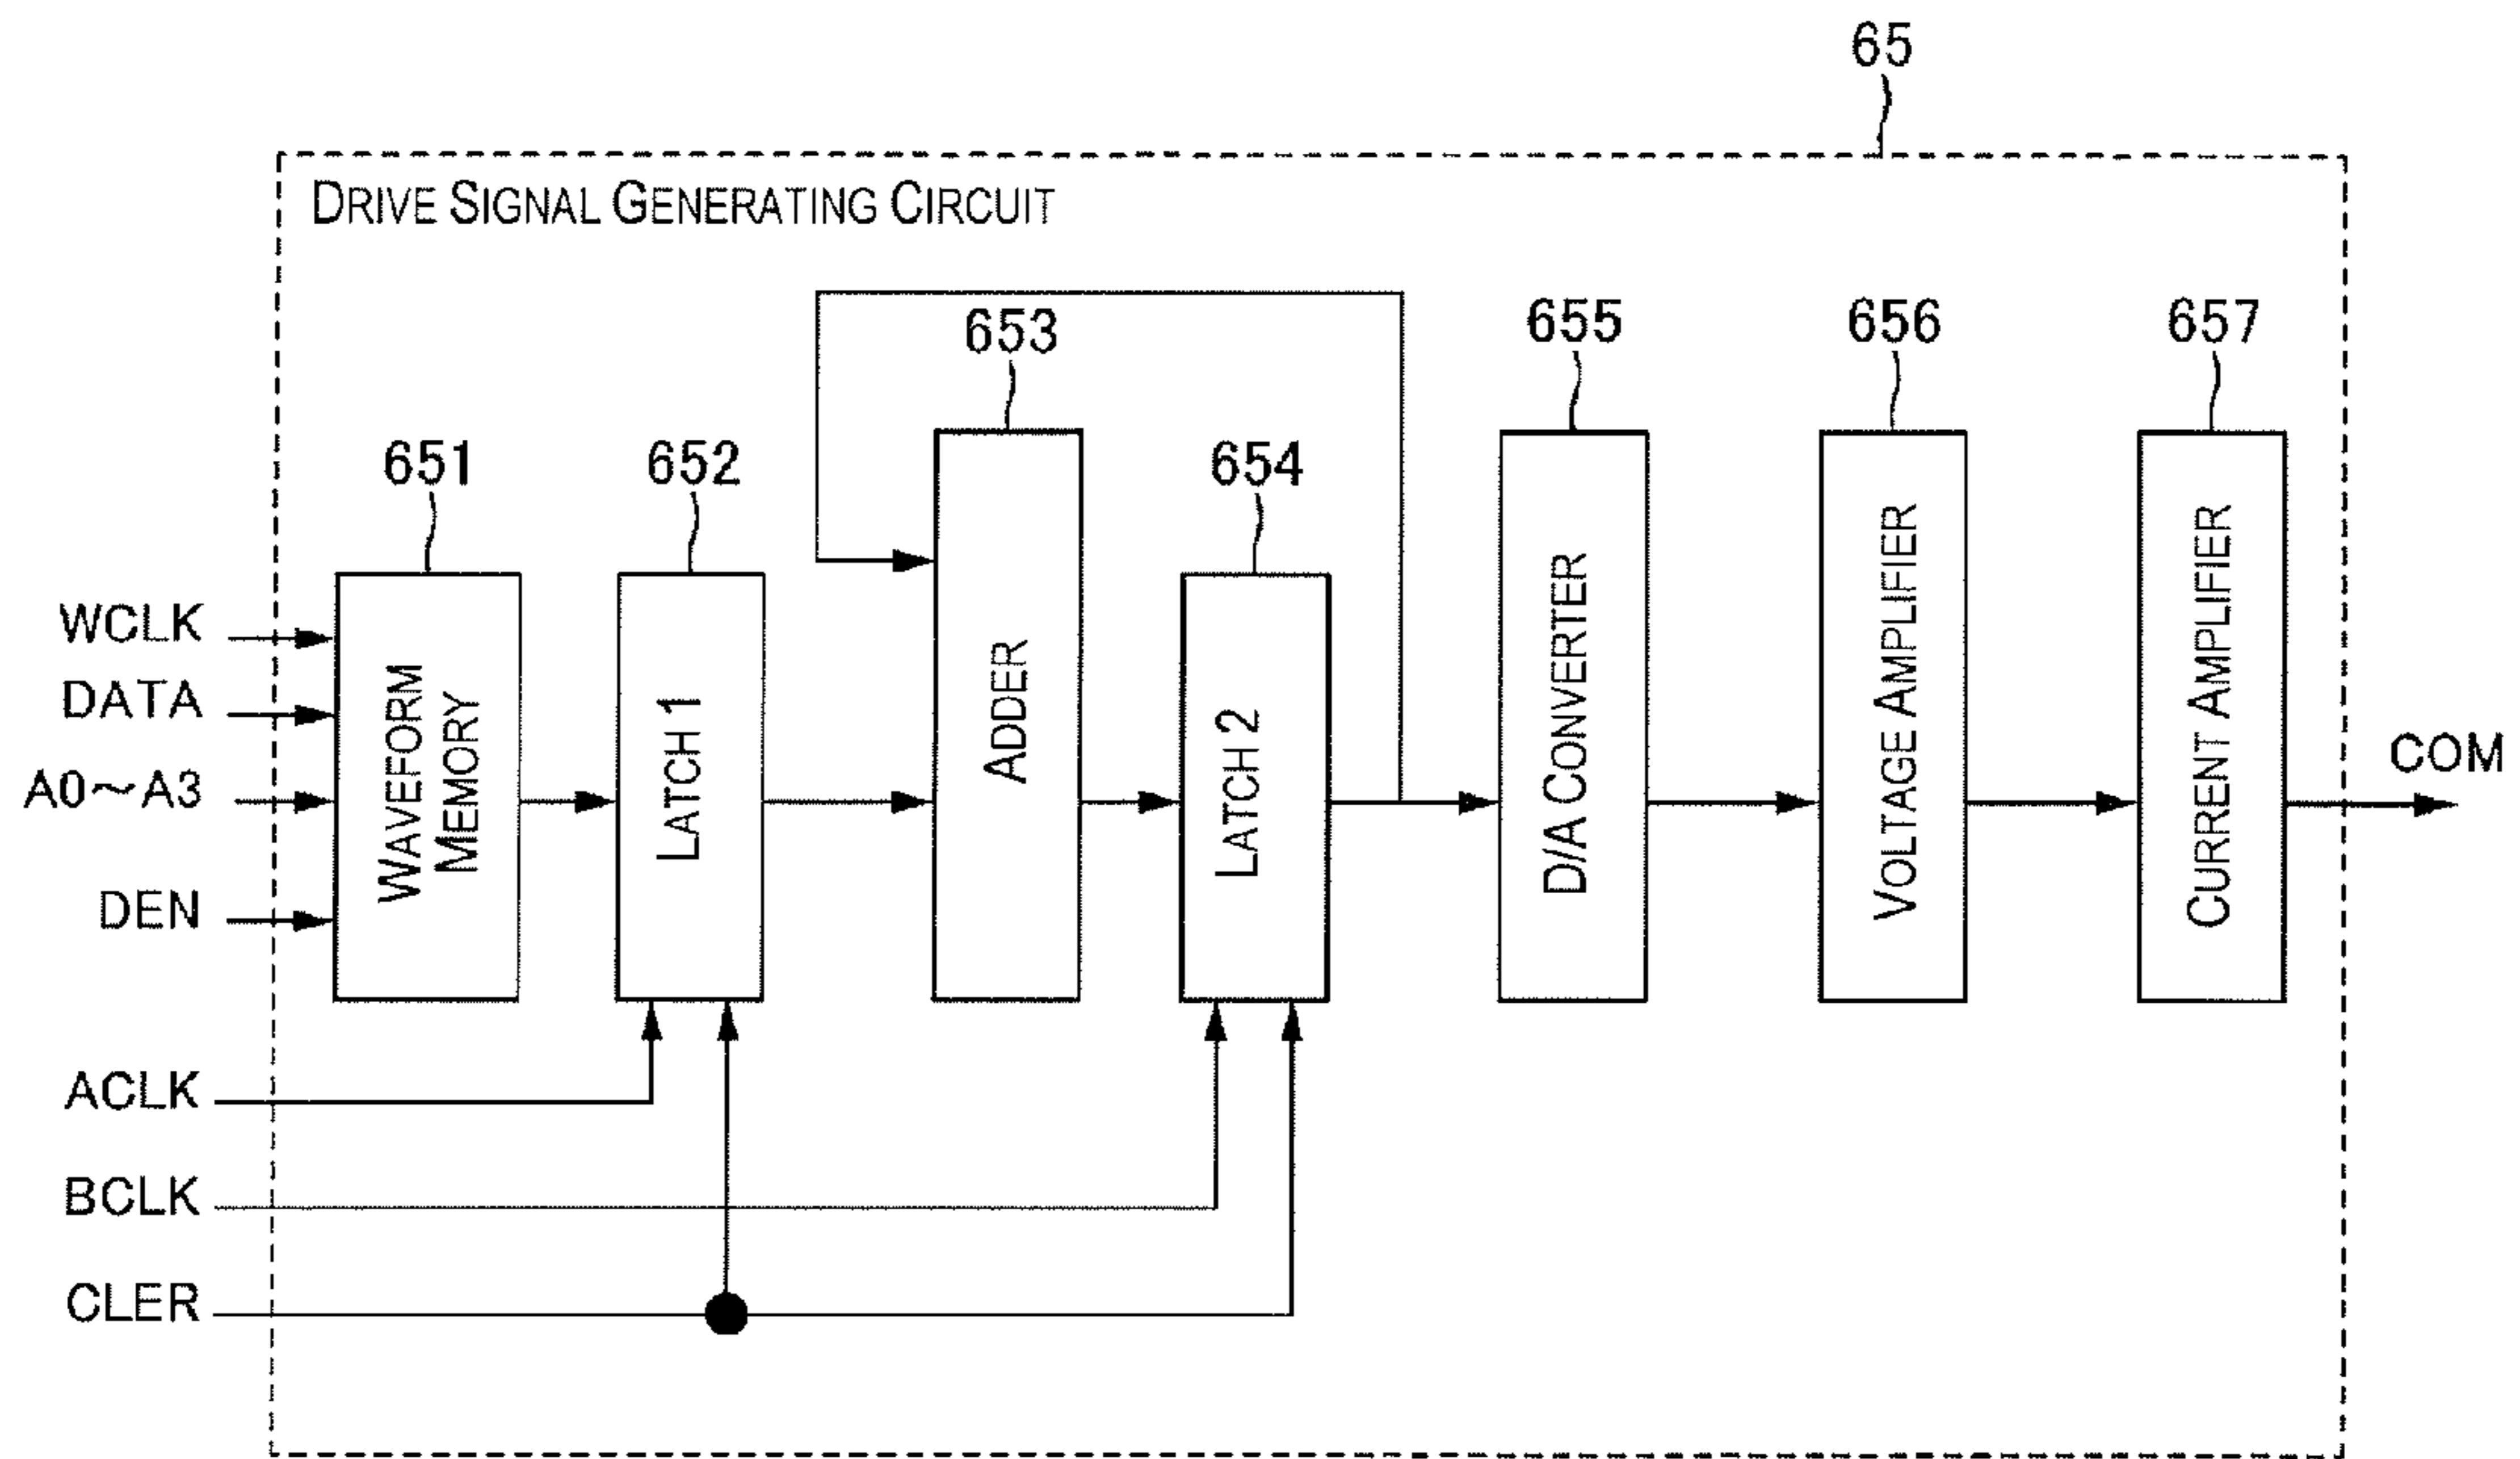 65
DRIVE SIGNAL GENERATING CIRCUIT
653
655
656
657
651
652
654
WCLK
DATA
A0～A3
DEN
WAVEFORM
MEMORY
LATCH 1
ADDER
LATCH 2
D/A CONVERTER
VOLTAGE AMPLIFIER
CURRENT AMPLIFIER
COM
ACLK
BCLK
CLER